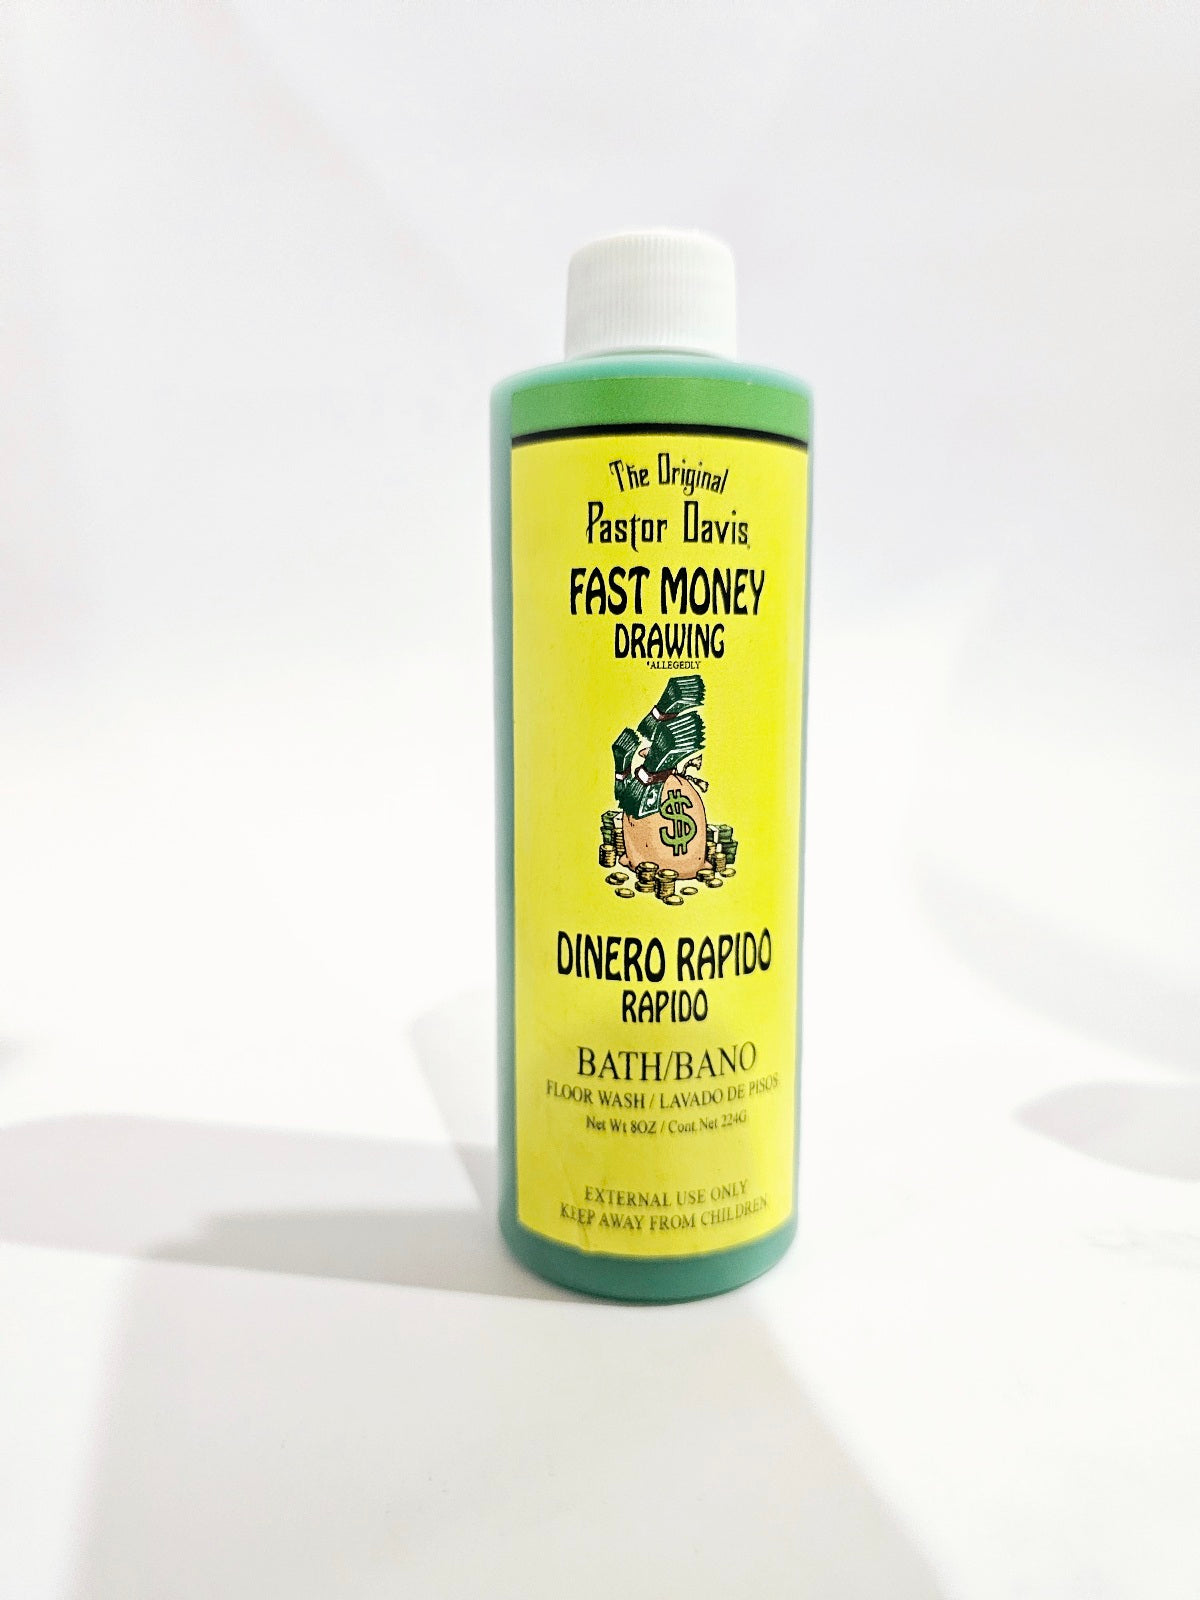 The Original
Pastor Davis
FAST MONEY
DRAWING
*ALLEGEDLY
$
DINERO RAPIDO
RAPIDO
BATH/BANO
FLOOR WASH / LAVADO DE PISOS
Net Wt 8OZ / Cont. Net 224G
EXTERNAL USE ONLY
KEEP AWAY FROM CHILDREN